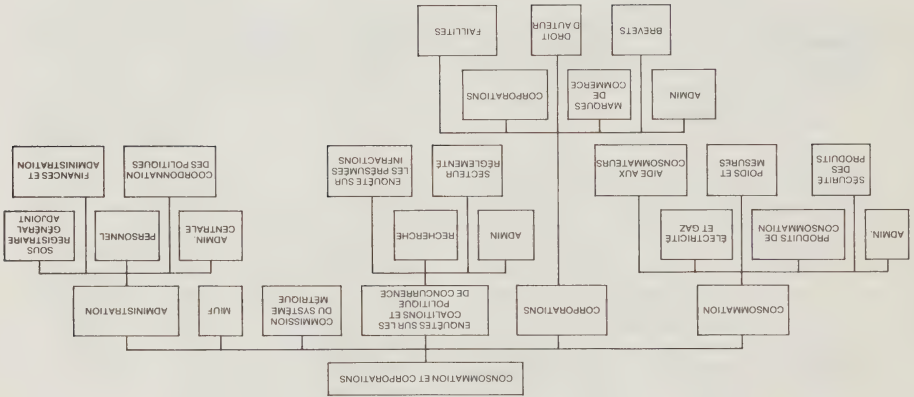 CONSOMMATION ET CORPORATIONS
CONSOMMATION
CORPORATIONS
ENQUÊTES SUR LES
COALITIONS ET
POLITIQUE
DE CONCURRENCE
COMMISSION
DU SYSTÈME
MÉTRIQUE
MIUF
ADMINISTRATION
ADMIN.
PRODUITS DE
CONSOMMATION
ÉLECTRICITÉ
ET GAZ
SÉCURITÉ
DES
PRODUITS
POIDS ET
MESURES
AIDE AUX
CONSOMMATEURS
ADMIN
RECHERCHE
SECTEUR
RÉGLEMENTÉ
ENQUÊTE SUR
LES PRÉSUMÉES
INFRACTIONS
ADMIN.
CENTRALE
PERSONNEL
SOUS
REGISTRAIRE
GÉNÉRAL
ADJOINT
COORDONNATION
DES POLITIQUES
FINANCES ET
ADMINISTRATION
ADMIN
MARQUES
DE
COMMERCE
CORPORATIONS
BREVETS
DROIT
D'AUTEUR
FAILLITES